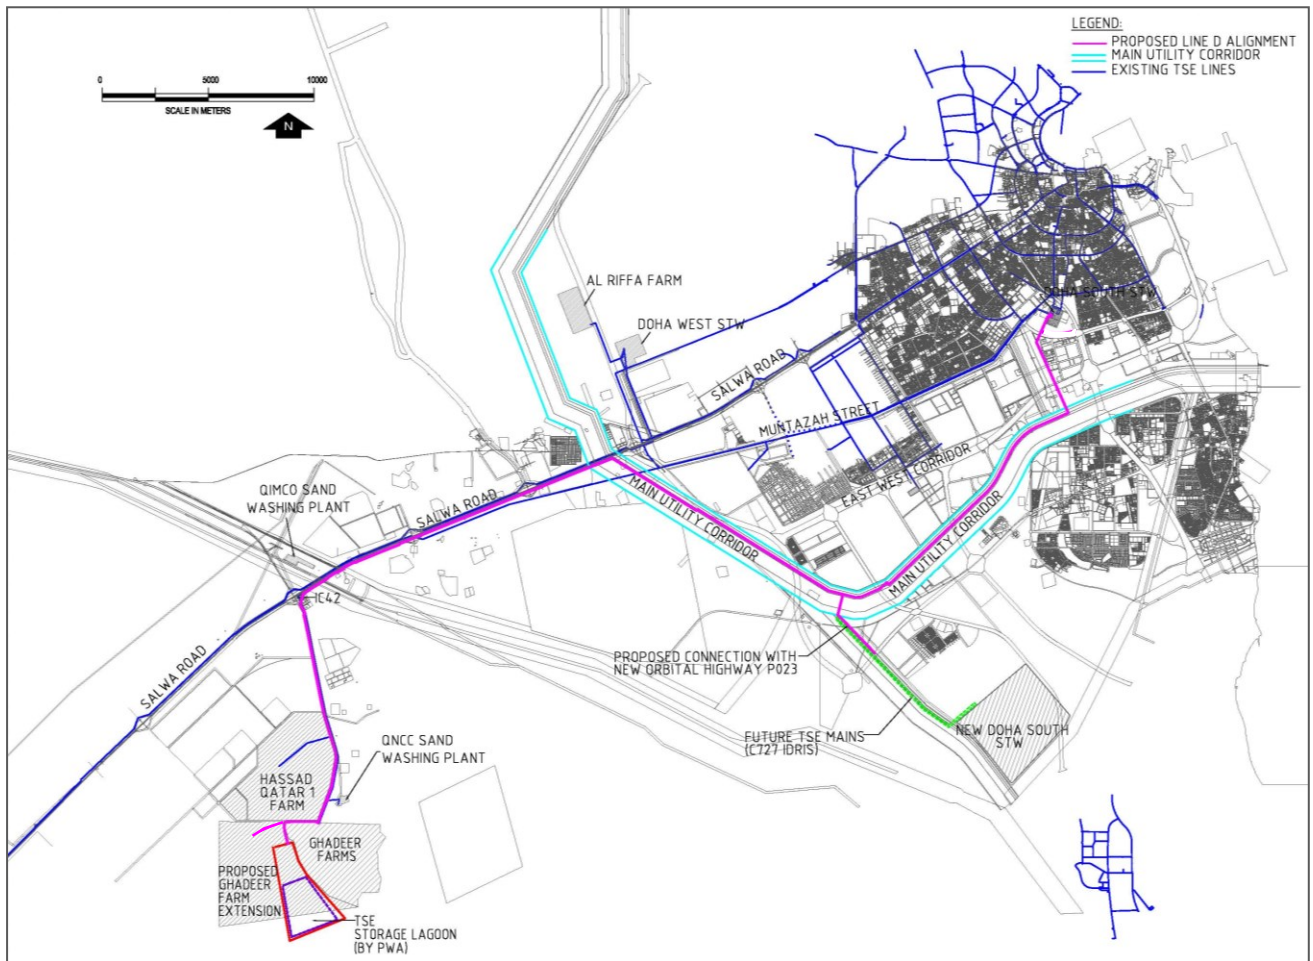 LEGEND:
PROPOSED LINE D ALIGNMENT
MAIN UTILITY CORRIDOR
EXISTING TSE LINES
0 5000 10000
SCALE IN METERS
N
AL RIFFA FARM
DOHA WEST STW
DOHA SOUTH STW
SALWA ROAD
MUNTAZAH STREET
EAST WEST CORRIDOR
MAIN UTILITY CORRIDOR
MAIN UTILITY CORRIDOR
QIMCO SAND
WASHING PLANT
SALWA ROAD
IC42
SALWA ROAD
PROPOSED CONNECTION WITH
NEW ORBITAL HIGHWAY P023
FUTURE TSE MAINS
(C727 IDRIS)
NEW DOHA SOUTH
STW
QNCC SAND
WASHING PLANT
HASSAD
QATAR 1
FARM
GHADEER
FARMS
PROPOSED
GHADEER
FARM
EXTENSION
TSE
STORAGE LAGOON
(BY PWA)